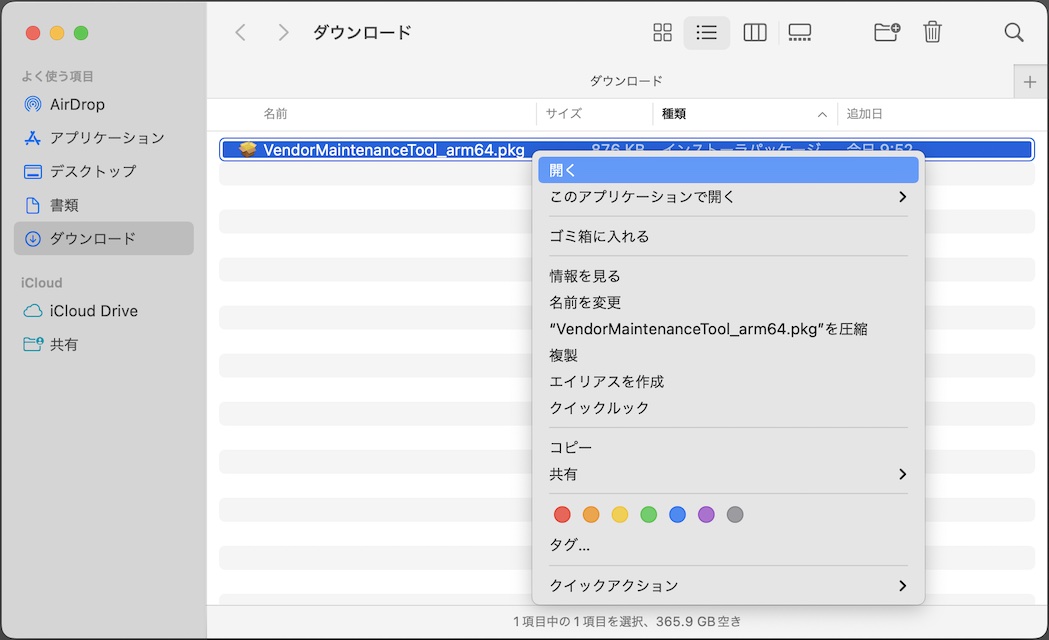 ダウンロード
よく使う項目
AirDrop
アプリケーション
デスクトップ
書類
ダウンロード
iCloud
iCloud Drive
共有
ダウンロード
名前 サイズ 種類 追加日
VendorMaintenanceTool_arm64.pkg 876 KB インストーラパッケージ 今日 9:52
開く
このアプリケーションで開く
ゴミ箱に入れる
情報を見る
名前を変更
“VendorMaintenanceTool_arm64.pkg”を圧縮
複製
エイリアスを作成
クイックルック
コピー
共有
タグ...
クイックアクション
1 項目中の 1 項目を選択、365.9 GB 空き